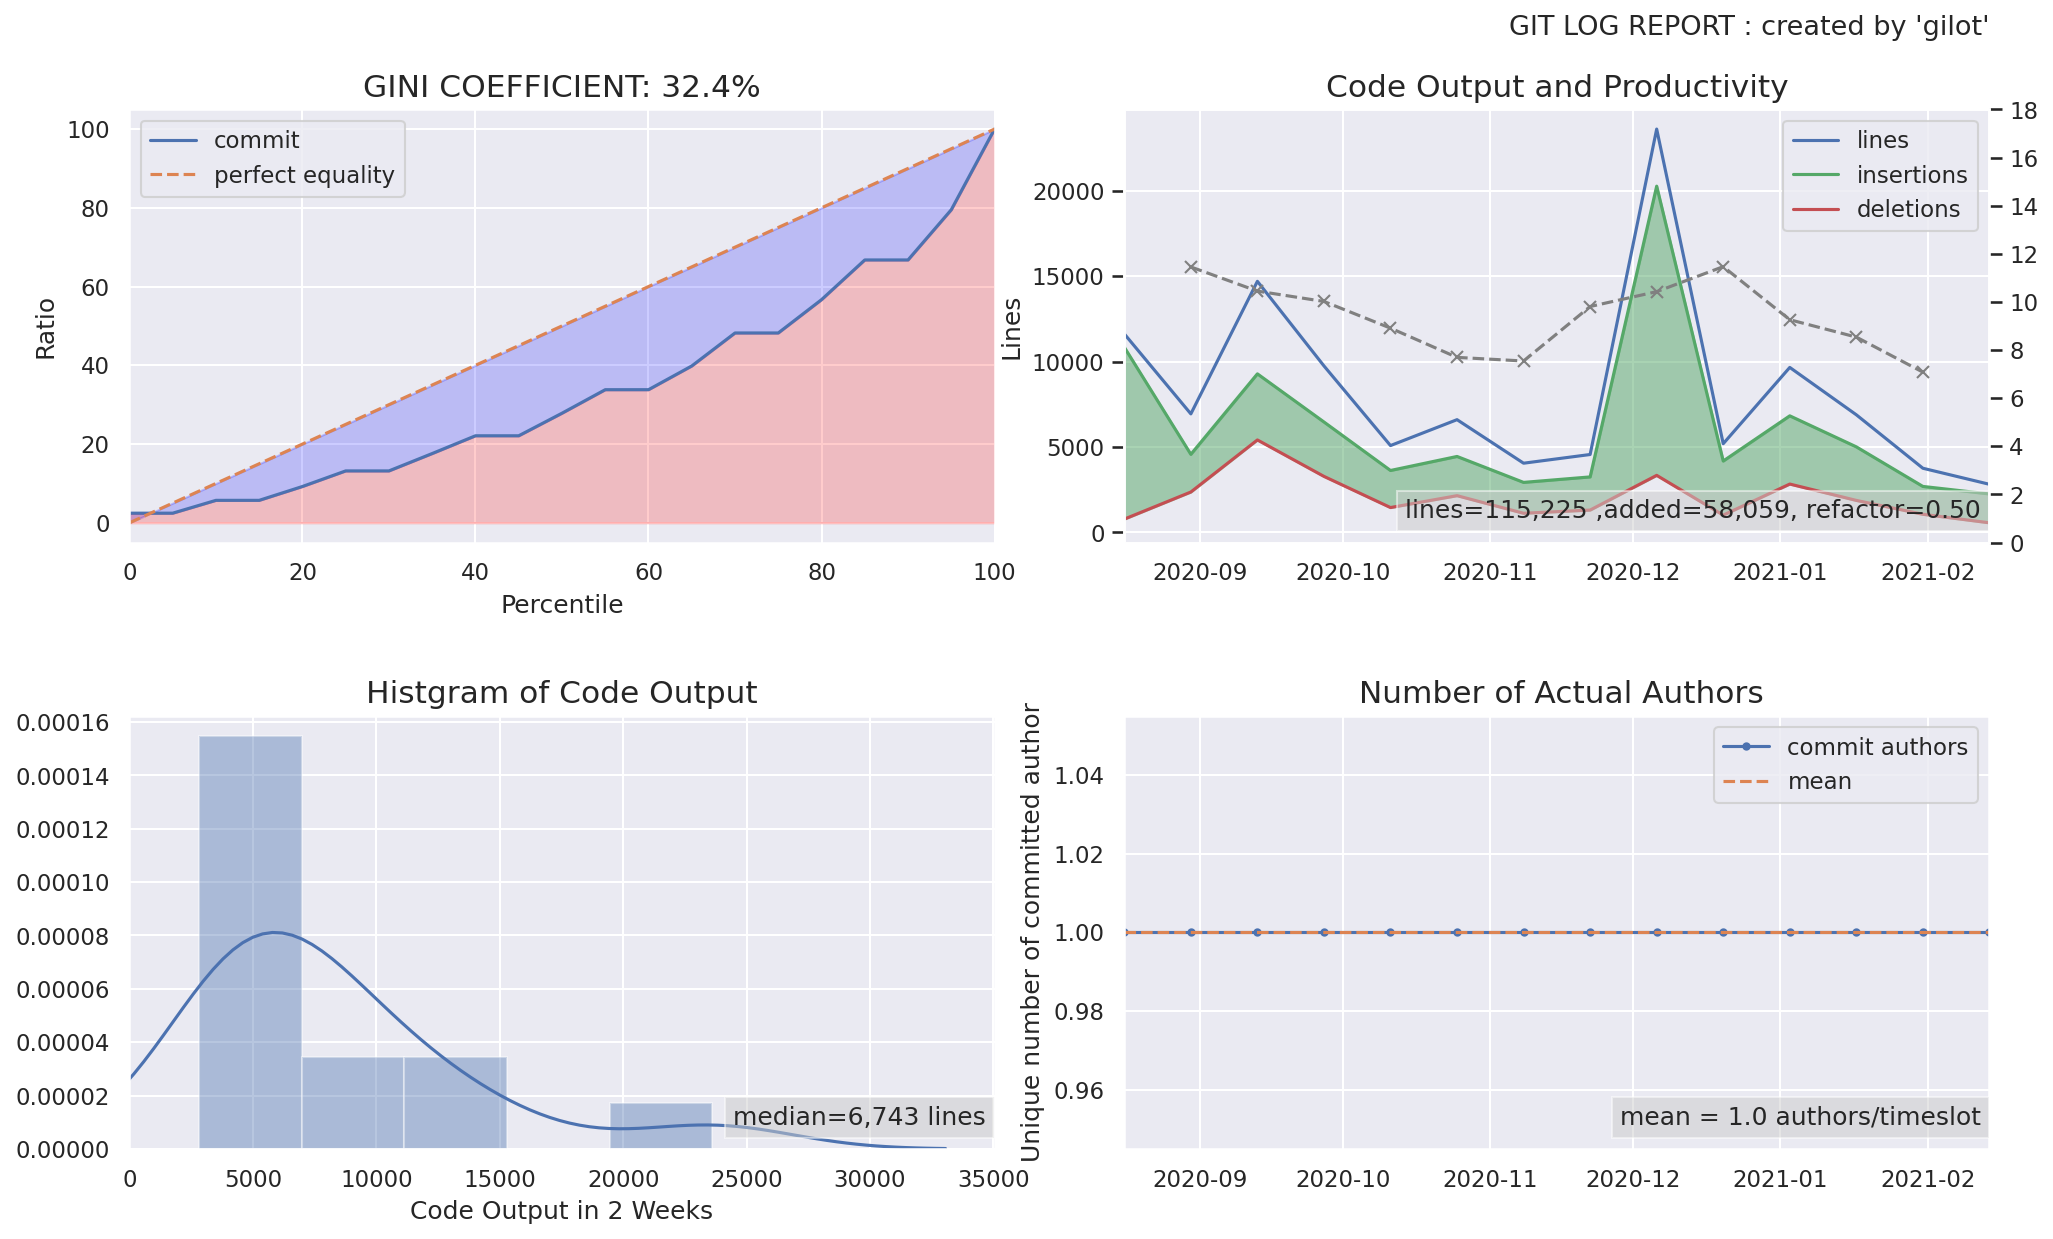 GIT LOG REPORT : created by 'gilot'
GINI COEFFICIENT: 32.4%
commit
perfect equality
100
80
60
40
20
0
Ratio
0 20 40 60 80 100
Percentile
Code Output and Productivity
lines
insertions
deletions
20000
15000
10000
5000
0
Lines
18
16
14
12
10
8
6
4
2
0
lines=115,225 ,added=58,059, refactor=0.50
2020-09 2020-10 2020-11 2020-12 2021-01 2021-02
Histgram of Code Output
0.00016
0.00014
0.00012
0.00010
0.00008
0.00006
0.00004
0.00002
0.00000
median=6,743 lines
0 5000 10000 15000 20000 25000 30000 35000
Code Output in 2 Weeks
Number of Actual Authors
commit authors
mean
1.04
1.02
1.00
0.98
0.96
Unique number of committed author
mean = 1.0 authors/timeslot
2020-09 2020-10 2020-11 2020-12 2021-01 2021-02